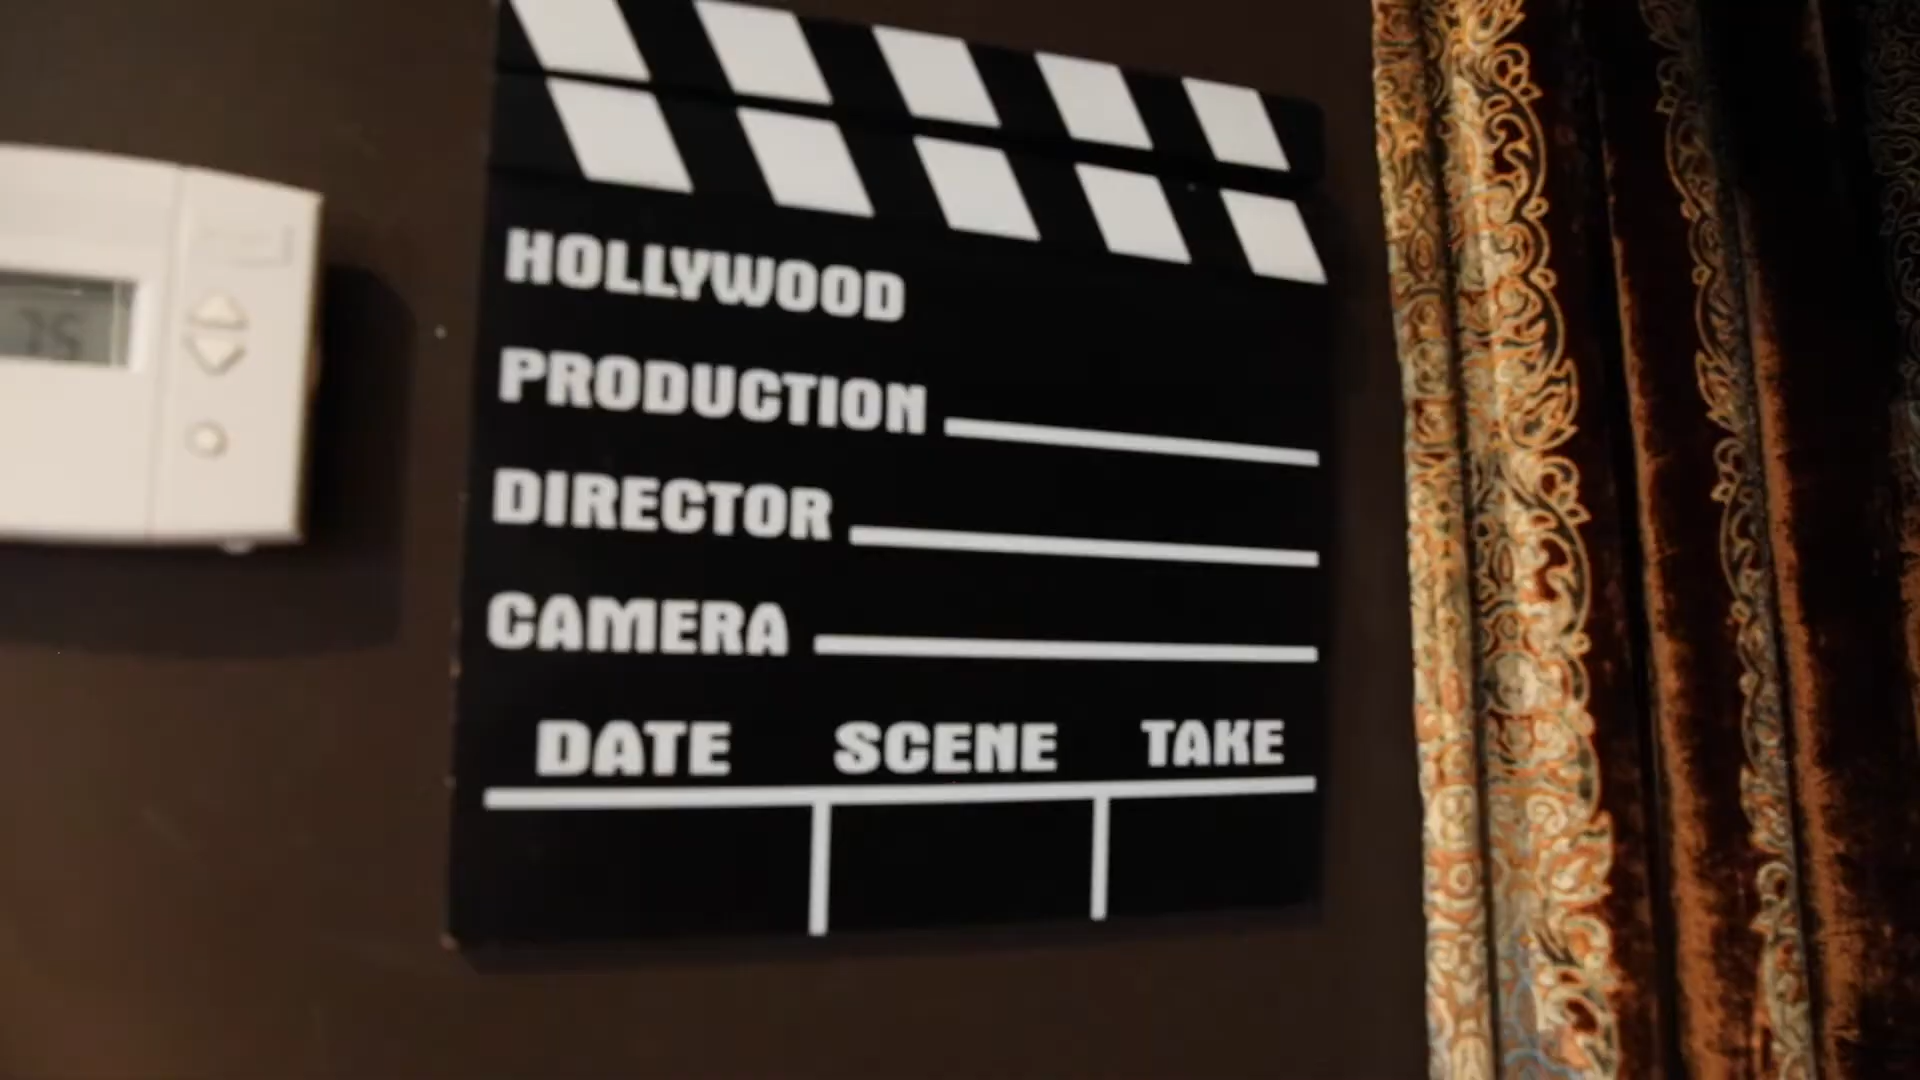 HOLLYWOOD
PRODUCTION
DIRECTOR
CAMERA
DATE SCENE TAKE